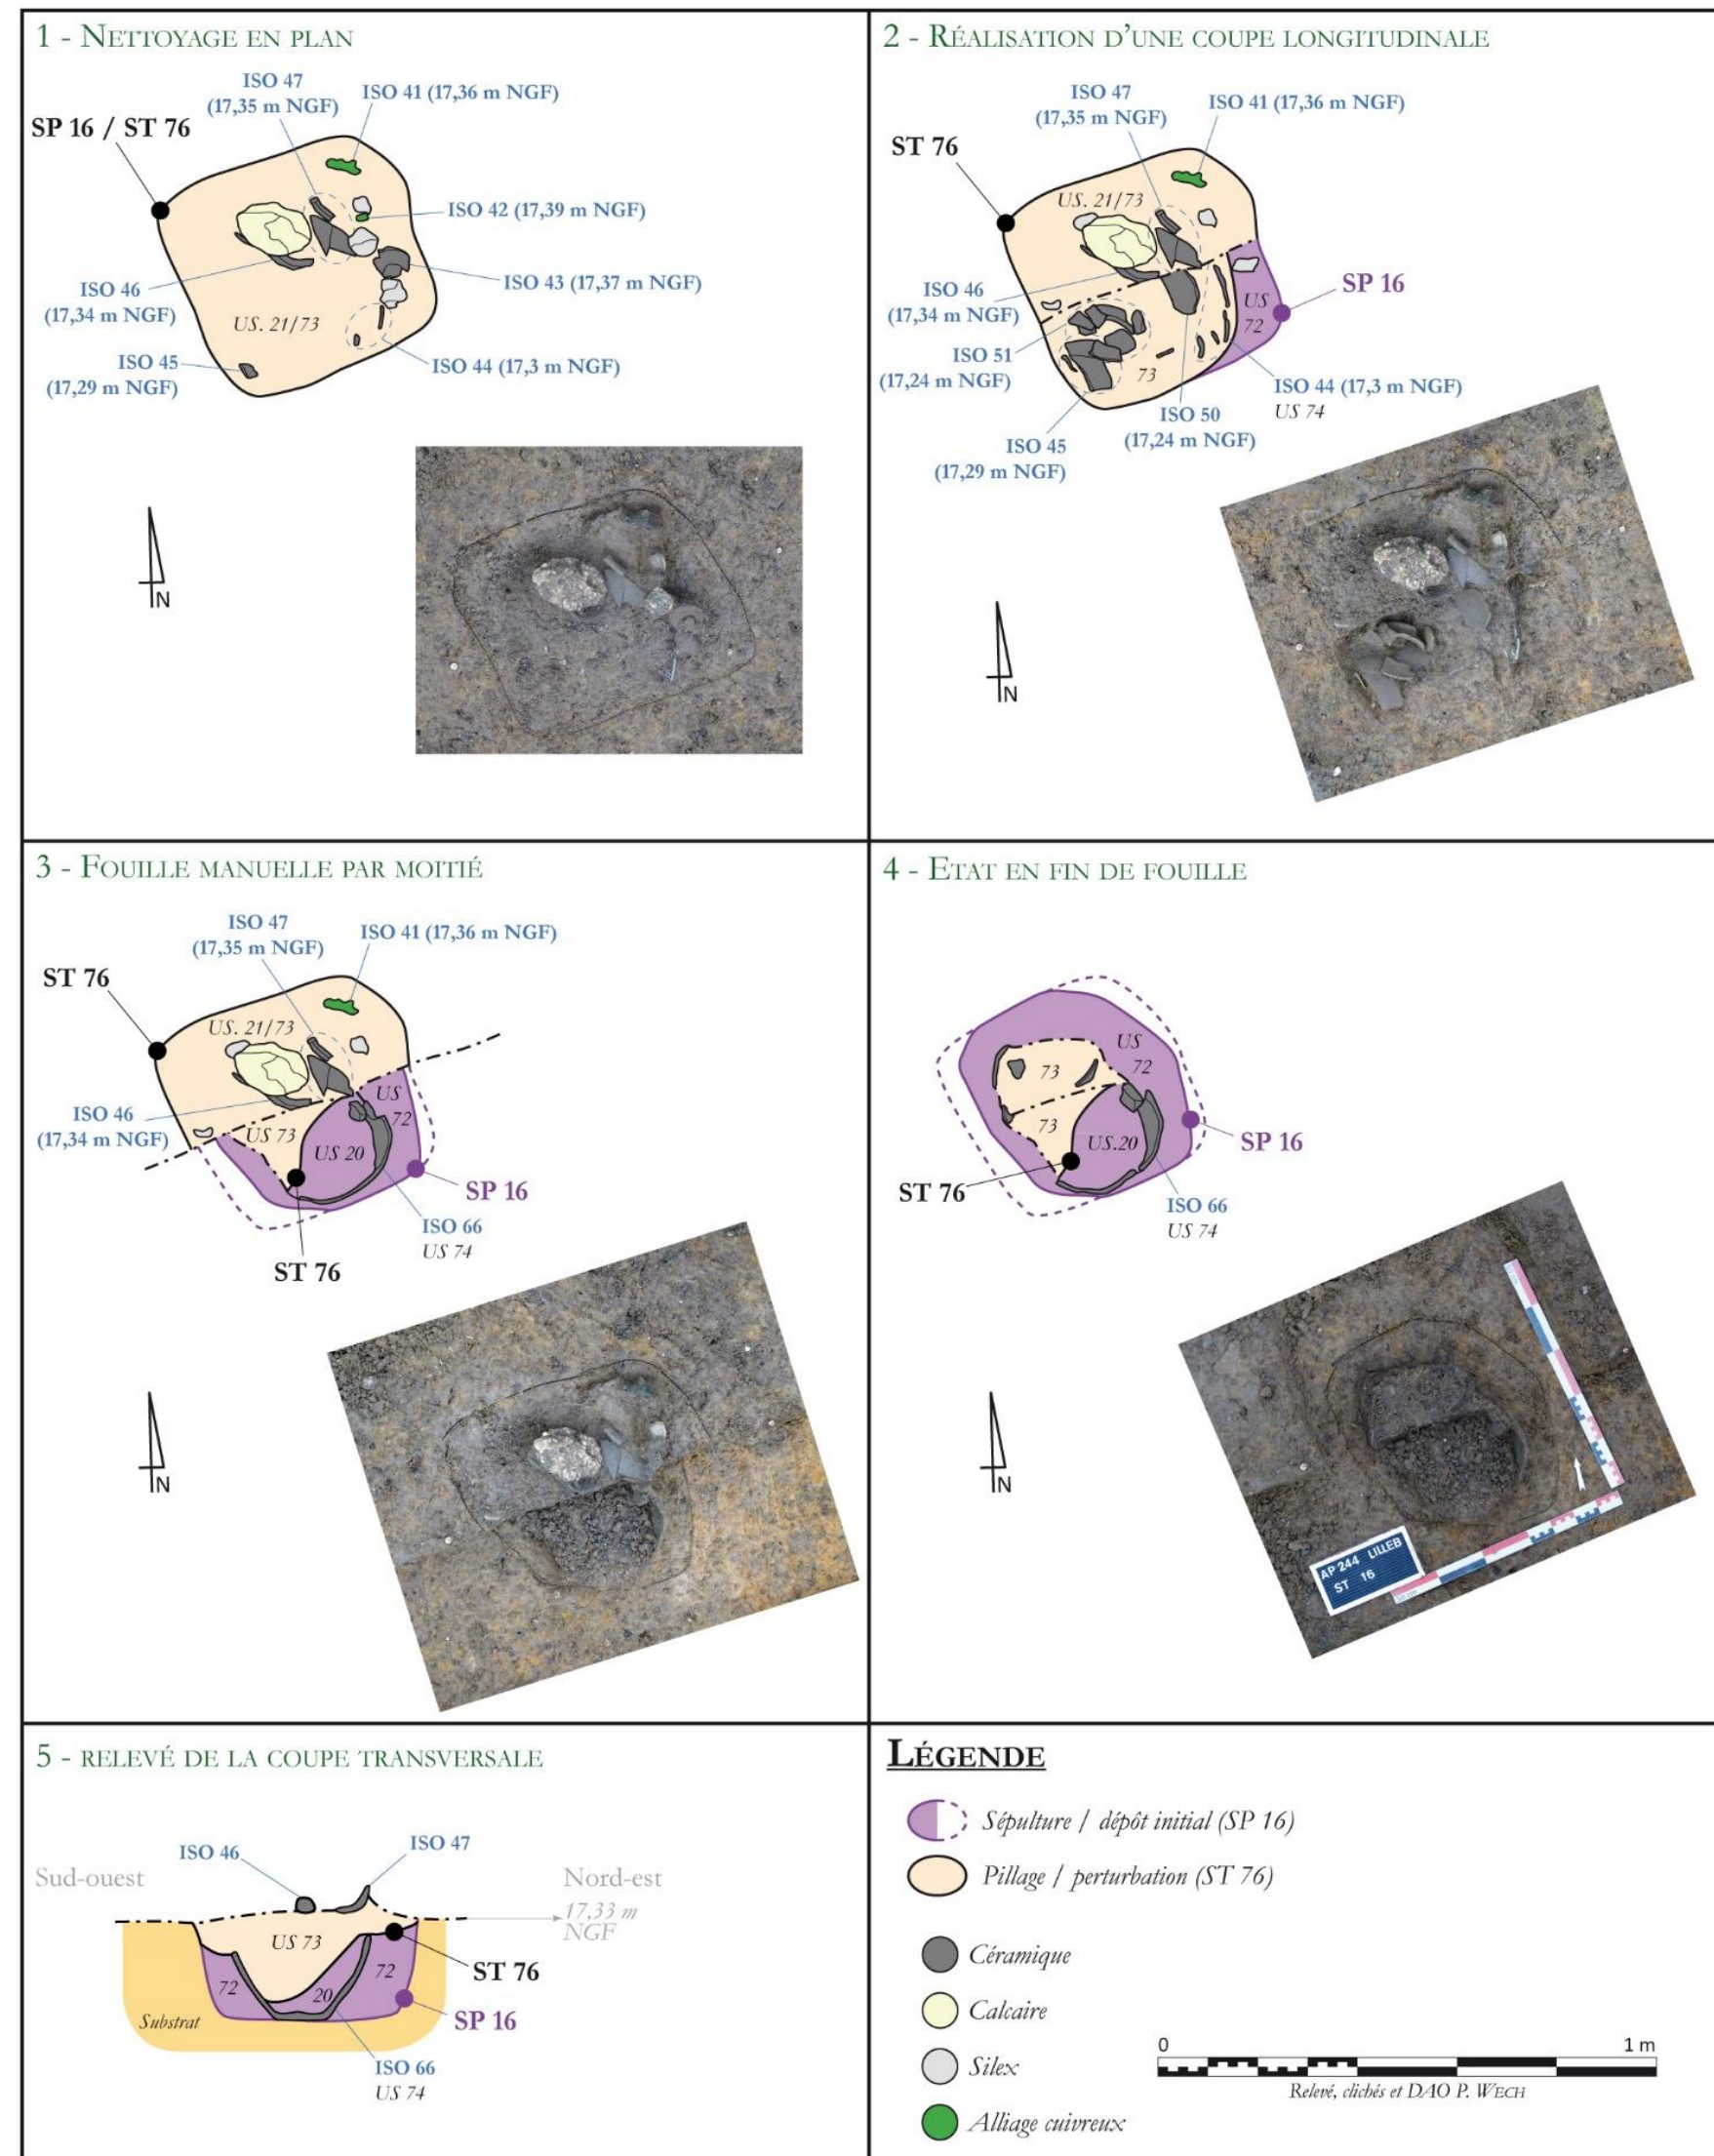 1 - Nettoyage en plan
ISO 47
(17,35 m NGF)
ISO 41 (17,36 m NGF)
SP 16 / ST 76
ISO 42 (17,39 m NGF)
ISO 43 (17,37 m NGF)
ISO 46
(17,34 m NGF)
US. 21/73
ISO 45
(17,29 m NGF)
ISO 44 (17,3 m NGF)
N
2 - Réalisation d'une coupe longitudinale
ISO 47
(17,35 m NGF)
ISO 41 (17,36 m NGF)
ST 76
US. 21/73
SP 16
ISO 46
(17,34 m NGF)
US
72
ISO 51
(17,24 m NGF)
73
ISO 44 (17,3 m NGF)
US 74
ISO 50
(17,24 m NGF)
ISO 45
(17,29 m NGF)
N
3 - Fouille manuelle par moitié
ISO 47
(17,35 m NGF)
ISO 41 (17,36 m NGF)
ST 76
US. 21/73
US
72
ISO 46
(17,34 m NGF)
US 73
US 20
SP 16
ISO 66
US 74
ST 76
N
4 - Etat en fin de fouille
US
72
73
73
US.20
SP 16
ST 76
ISO 66
US 74
N
AP 244 LILLEB
ST 16
5 - relevé de la coupe transversale
ISO 46
ISO 47
Sud-ouest
Nord-est
17,33 m
NGF
US 73
72
72
20
ST 76
SP 16
Substrat
ISO 66
US 74
Légende
Sépulture / dépôt initial (SP 16)
Pillage / perturbation (ST 76)
Céramique
Calcaire
Silex
Alliage cuivreux
0 1 m
Relevé, clichés et DAO P. Wech